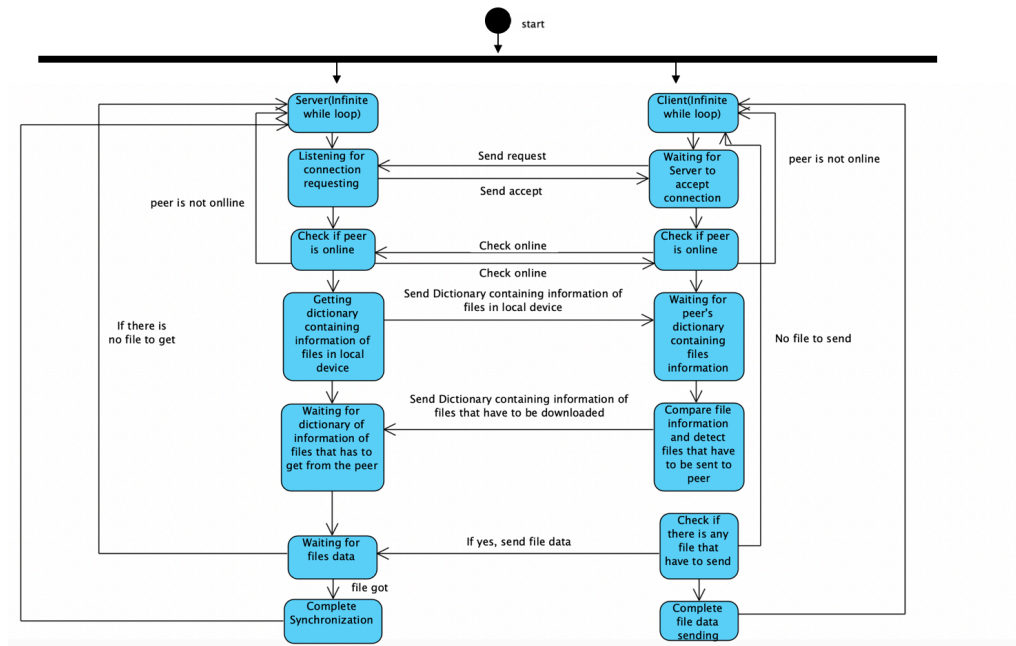 start
Server(Infinite
while loop)
Client(Infinite
while loop)
Listening for
connection
requesting
Send request
Send accept
Waiting for
Server to
accept
connection
peer is not online
peer is not onlline
Check if peer
is online
Check online
Check online
Check if peer
is online
Getting
dictionary
containing
information of
files in local
device
Send Dictionary containing information of
files in local device
Waiting for
peer's
dictionary
containing
files
information
If there is
no file to get
No file to send
Waiting for
dictionary of
information of
files that has to
get from the peer
Send Dictionary containing information of
files that have to be downloaded
Compare file
information
and detect
files that have
to be sent to
peer
Waiting for
files data
If yes, send file data
Check if
there is any
file that
have to send
file got
Complete
Synchronization
Complete
file data
sending